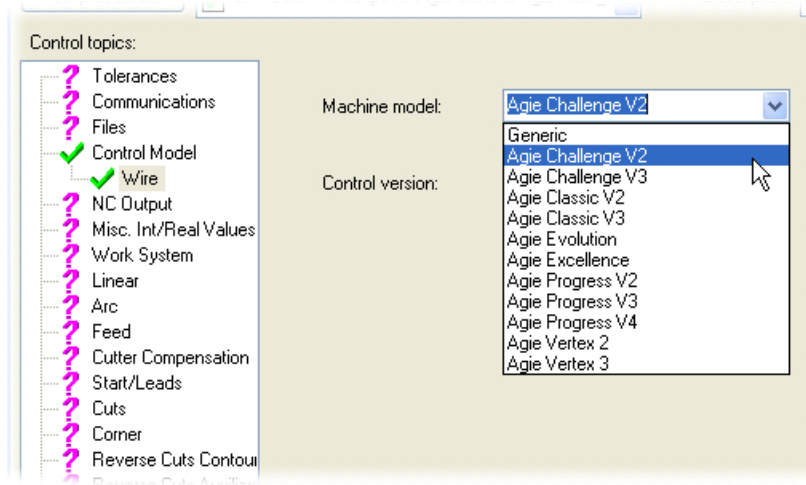 Control topics:
Tolerances
Communications
Files
Control Model
Wire
NC Output
Misc. Int/Real Values
Work System
Linear
Arc
Feed
Cutter Compensation
Start/Leads
Cuts
Corner
Reverse Cuts Contour
Machine model:
Agie Challenge V2
Generic
Agie Challenge V2
Agie Challenge V3
Agie Classic V2
Agie Classic V3
Agie Evolution
Agie Excellence
Agie Progress V2
Agie Progress V3
Agie Progress V4
Agie Vertex 2
Agie Vertex 3
Control version: